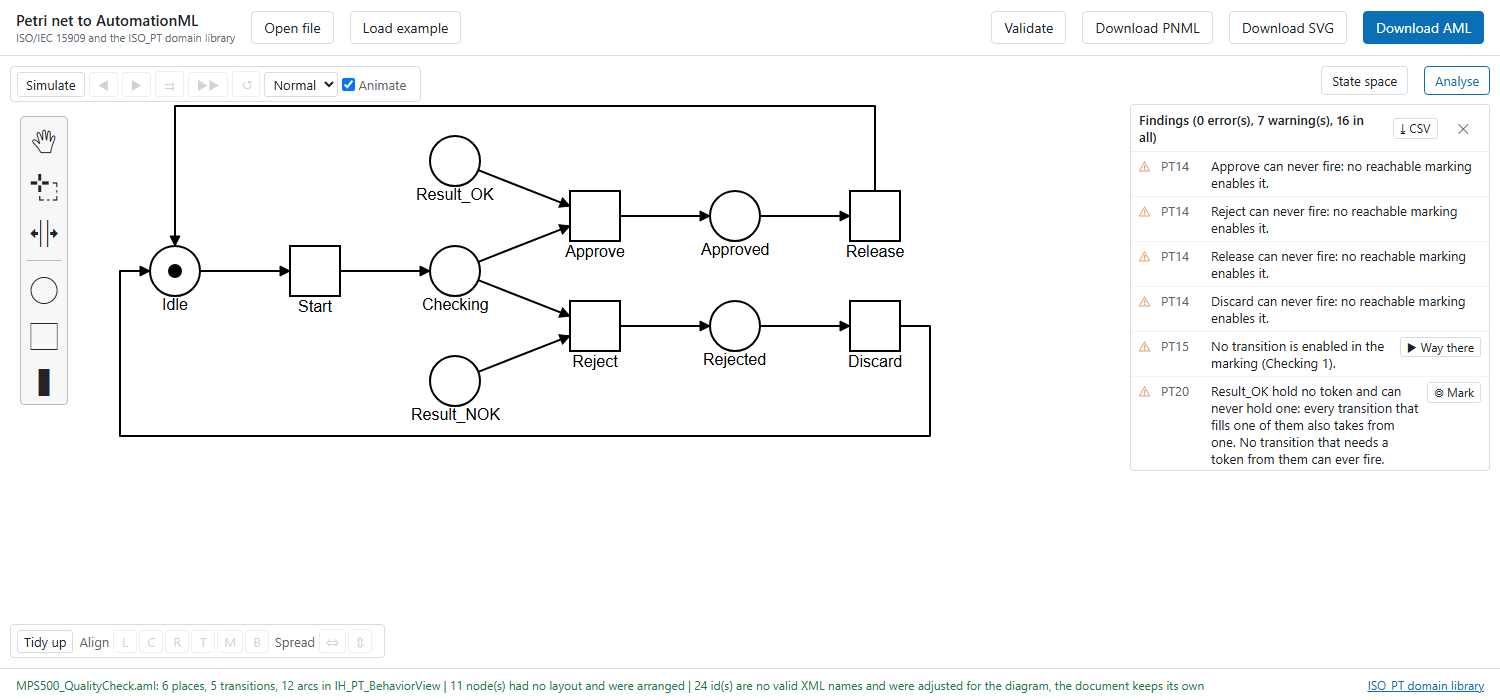 Petri net to AutomationML
ISO/IEC 15909 and the ISO_PT domain library
Open file
Load example
Validate
Download PNML
Download SVG
Download AML
Simulate
Normal
Animate
State space
Analyse
Findings (0 error(s), 7 warning(s), 16 in
all)
CSV
PT14 Approve can never fire: no reachable marking
enables it.
PT14 Reject can never fire: no reachable marking
enables it.
PT14 Release can never fire: no reachable marking
enables it.
PT14 Discard can never fire: no reachable marking
enables it.
PT15 No transition is enabled in the
marking (Checking 1).
Way there
PT20 Result_OK hold no token and can
never hold one: every transition that
fills one of them also takes from
one. No transition that needs a
token from them can ever fire.
Mark
Result_OK
Approve
Approved
Release
Idle
Start
Checking
Reject
Rejected
Discard
Result_NOK
Tidy up Align L C R T M B Spread
MPS500_QualityCheck.aml: 6 places, 5 transitions, 12 arcs in IH_PT_BehaviorView | 11 node(s) had no layout and were arranged | 24 id(s) are no valid XML names and were adjusted for the diagram, the document keeps its own
ISO_PT domain library